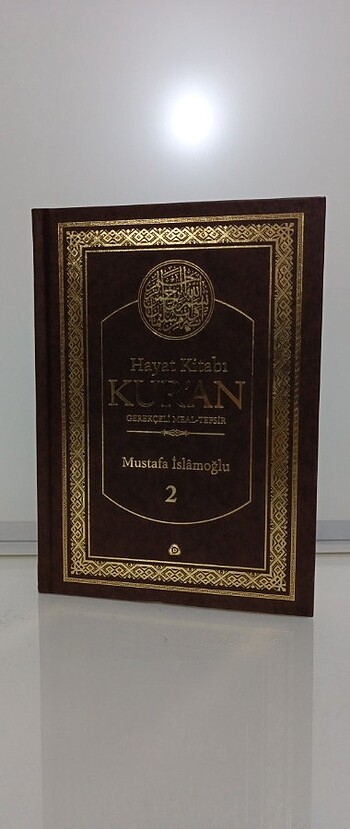 Hayat Kitabı
KUR'AN
GEREKÇELİ MEAL-TEFSİR
Mustafa İslâmoğlu
2